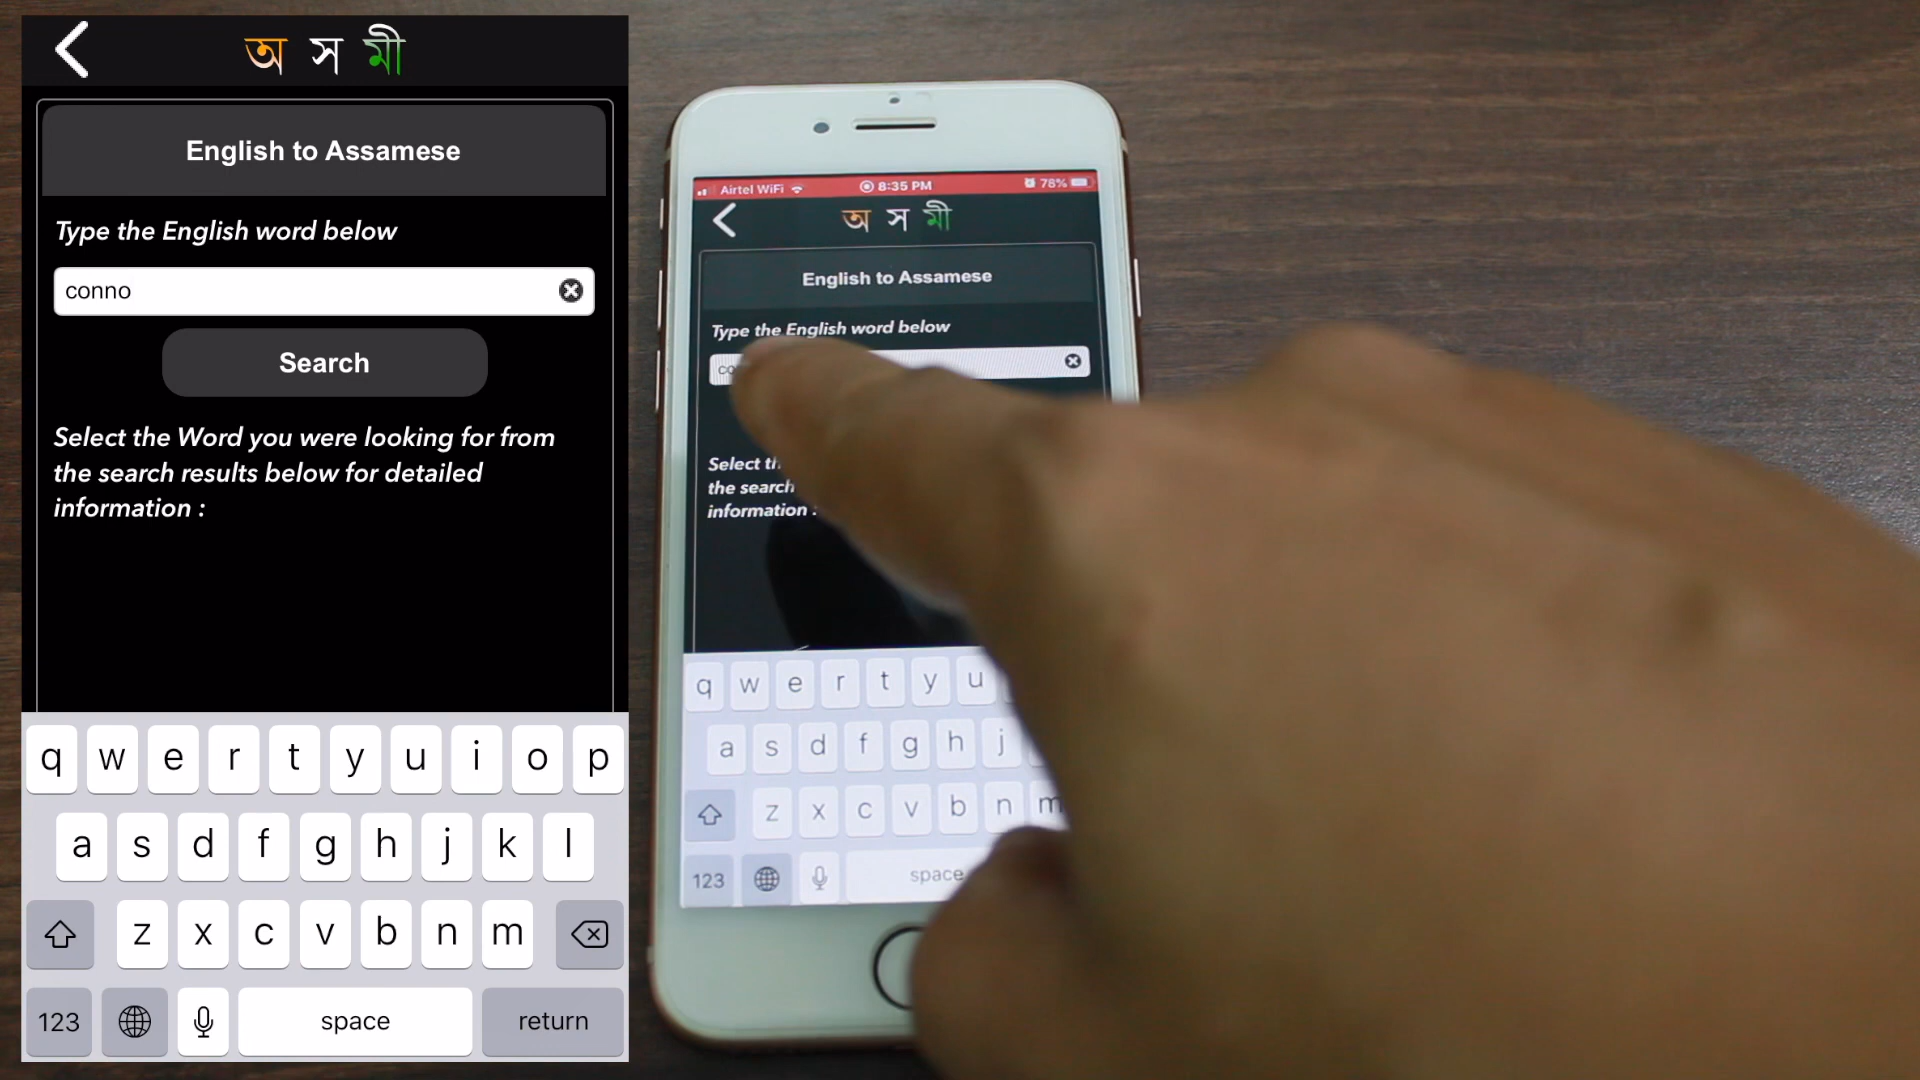 অ স মী
English to Assamese
Type the English word below
conno
Search
Select the Word you were looking for from
the search results below for detailed
information :
q w e r t y u i o p
a s d f g h j k l
z x c v b n m
123 space return
Airtel WiFi 8:35 PM 78%
অ স মী
English to Assamese
Type the English word below
co
Select
the search
information :
q w e r t y u
a s d f g h j
z x c v b n m
123 space